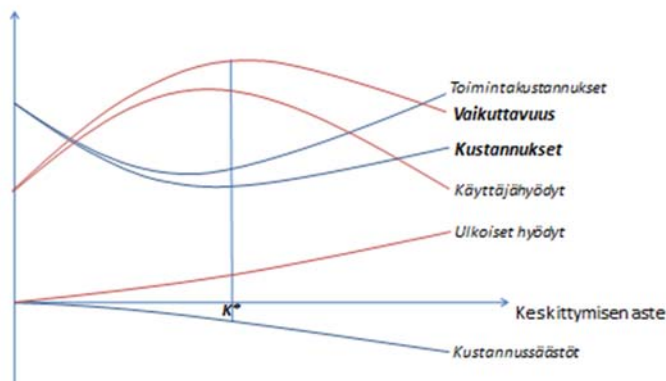 Toimintakustannukset
Vaikuttavuus
Kustannukset
Käyttäjähyödyt
Ulkoiset hyödyt
K*
Keskittymisen aste
Kustannussäästöt